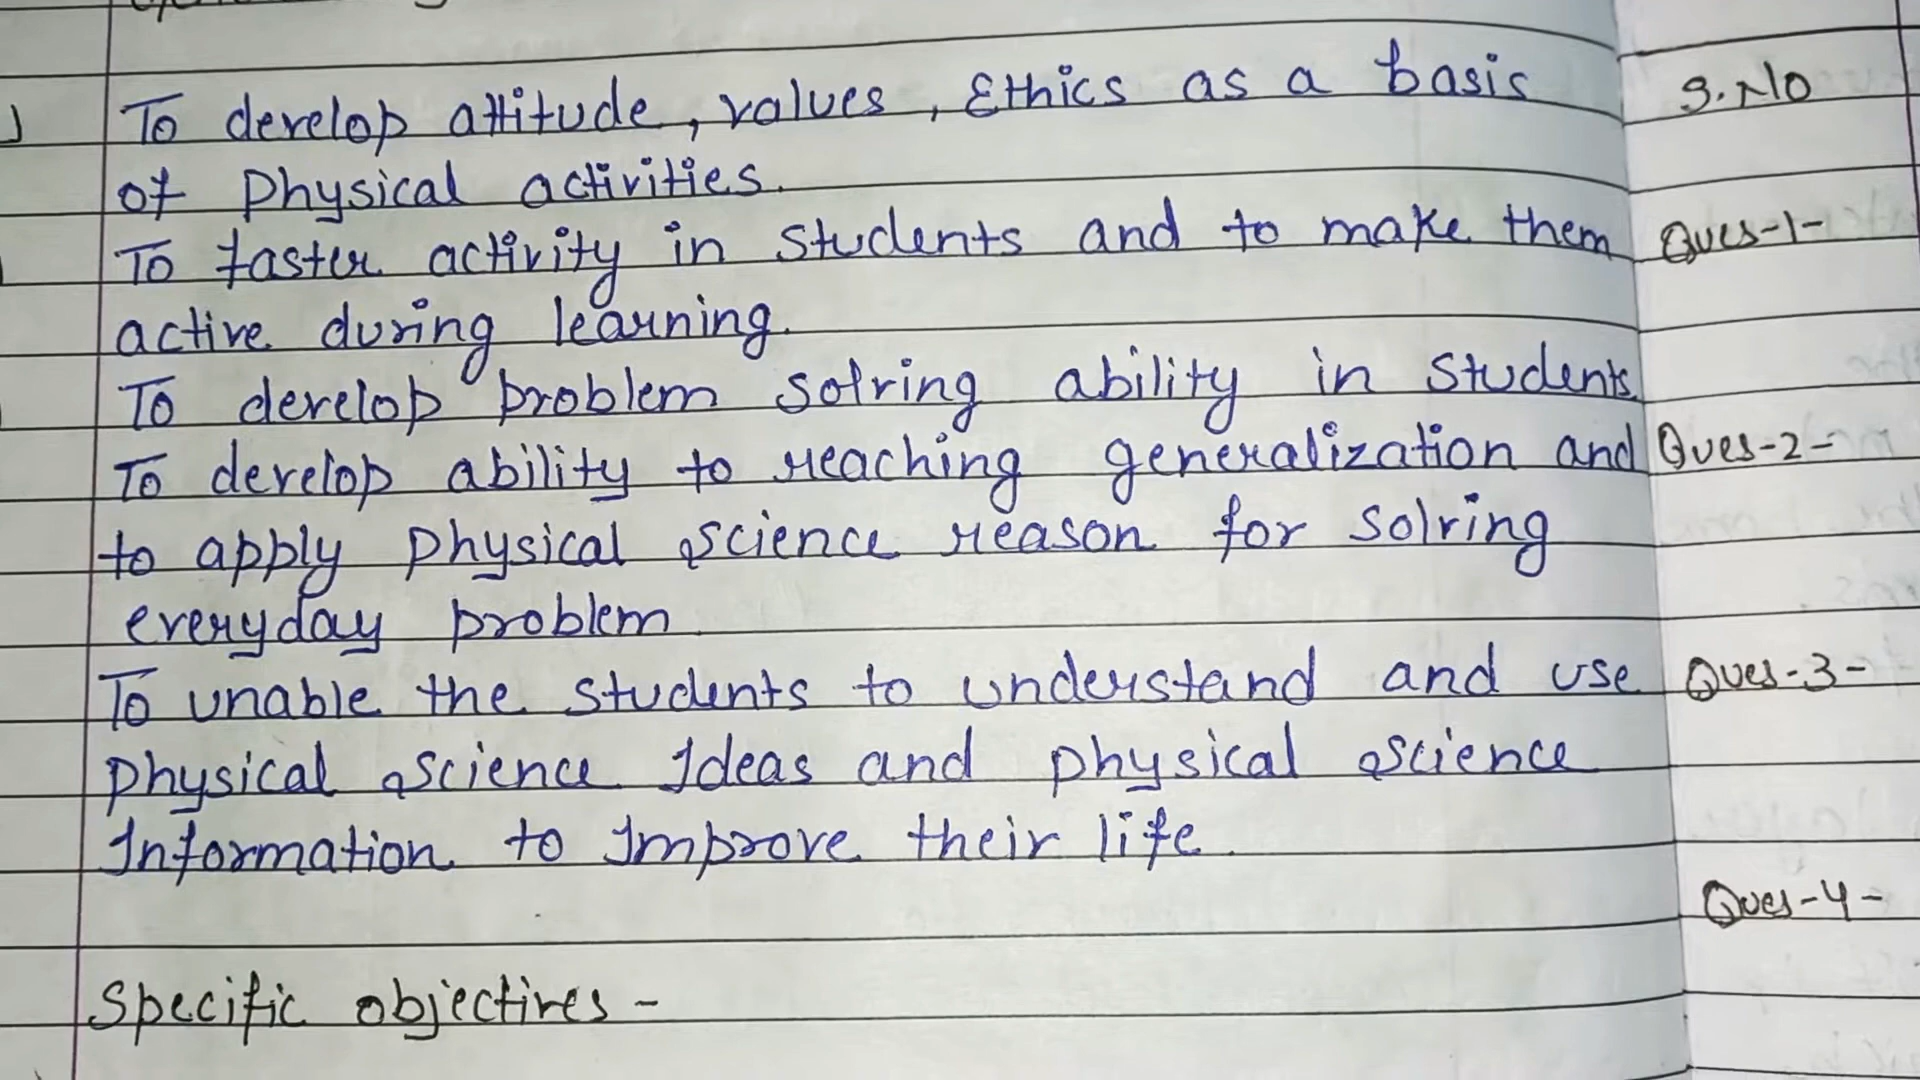 To develop attitude, values, Ethics as a basis
of Physical activities.
To faster activity in students and to make them
active during learning.
To develop problem solving ability in students
To develop ability to reaching generalization and
to apply physical science reason for solving
everyday problem
To unable the students to understand and use
physical science Ideas and physical science
Information to Improve their life.
Specific objectives -
S.No
Ques-1-
Ques-2-
Ques-3-
Ques-4-